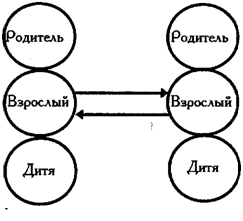 Родитель Родитель
Взрослый Взрослый
Дитя Дитя